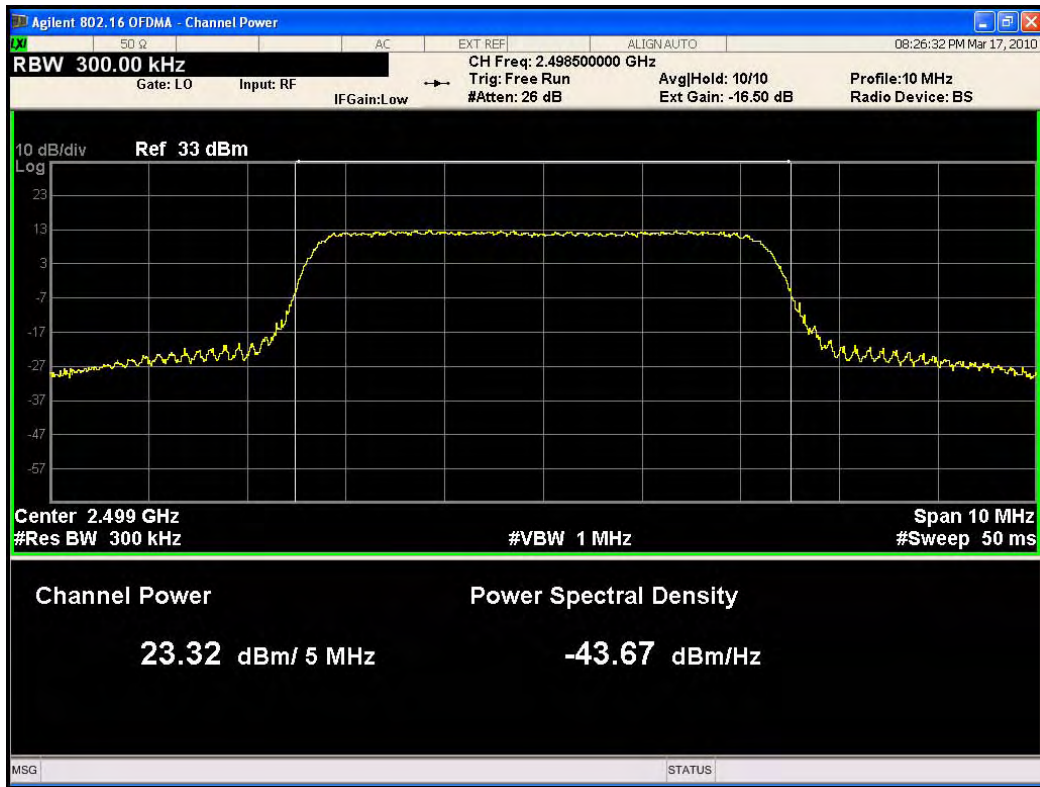 Agilent 802.16 OFDMA - Channel Power
LXI 50 Ω AC EXT REF ALIGN AUTO 08:26:32 PM Mar 17, 2010
RBW 300.00 kHz
Gate: LO Input: RF
IFGain:Low
CH Freq: 2.498500000 GHz
Trig: Free Run Avg|Hold: 10/10 Profile:10 MHz
#Atten: 26 dB Ext Gain: -16.50 dB Radio Device: BS
10 dB/div Ref 33 dBm
Log
23
13
3
-7
-17
-27
-37
-47
-57
Center 2.499 GHz Span 10 MHz
#Res BW 300 kHz #VBW 1 MHz #Sweep 50 ms
Channel Power Power Spectral Density
23.32 dBm/ 5 MHz -43.67 dBm/Hz
MSG STATUS